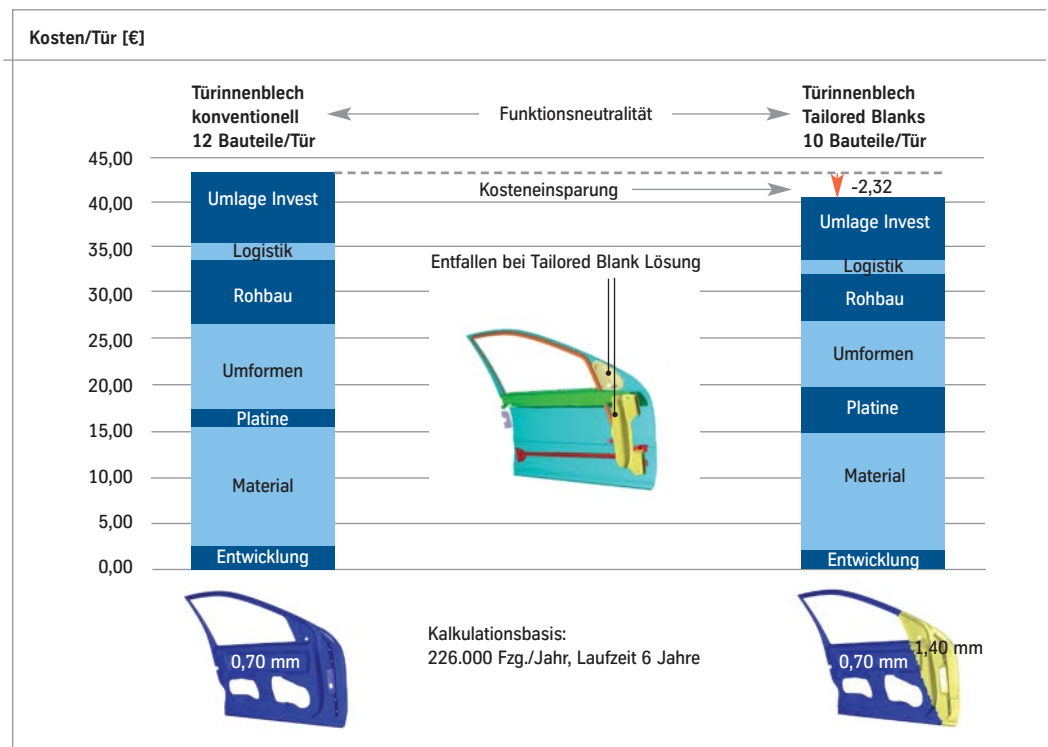 Kosten/Tür [€]
Türinnenblech
konventionell
12 Bauteile/Tür
Funktionsneutralität
Türinnenblech
Tailored Blanks
10 Bauteile/Tür
45,00
40,00
35,00
30,00
25,00
20,00
15,00
10,00
5,00
0,00
Umlage Invest
Logistik
Rohbau
Umformen
Platine
Material
Entwicklung
Kosteneinsparung
-2,32
Entfallen bei Tailored Blank Lösung
Umlage Invest
Logistik
Rohbau
Umformen
Platine
Material
Entwicklung
0,70 mm
Kalkulationsbasis:
226.000 Fzg./Jahr, Laufzeit 6 Jahre
0,70 mm
1,40 mm